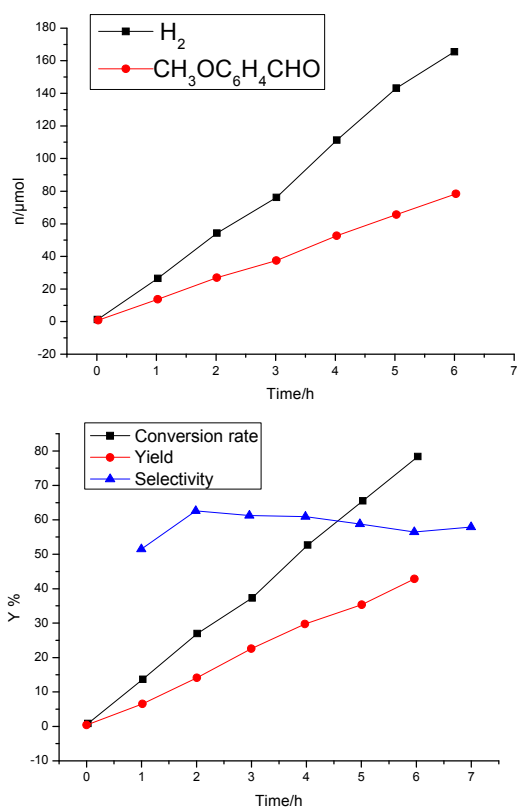 H₂
CH₃OC₆H₄CHO
180
160
140
120
100
80
60
40
20
0
-20
n/μmol
0 1 2 3 4 5 6 7
Time/h
Conversion rate
Yield
Selectivity
80
70
60
50
40
30
20
10
0
-10
Y %
0 1 2 3 4 5 6 7
Time/h